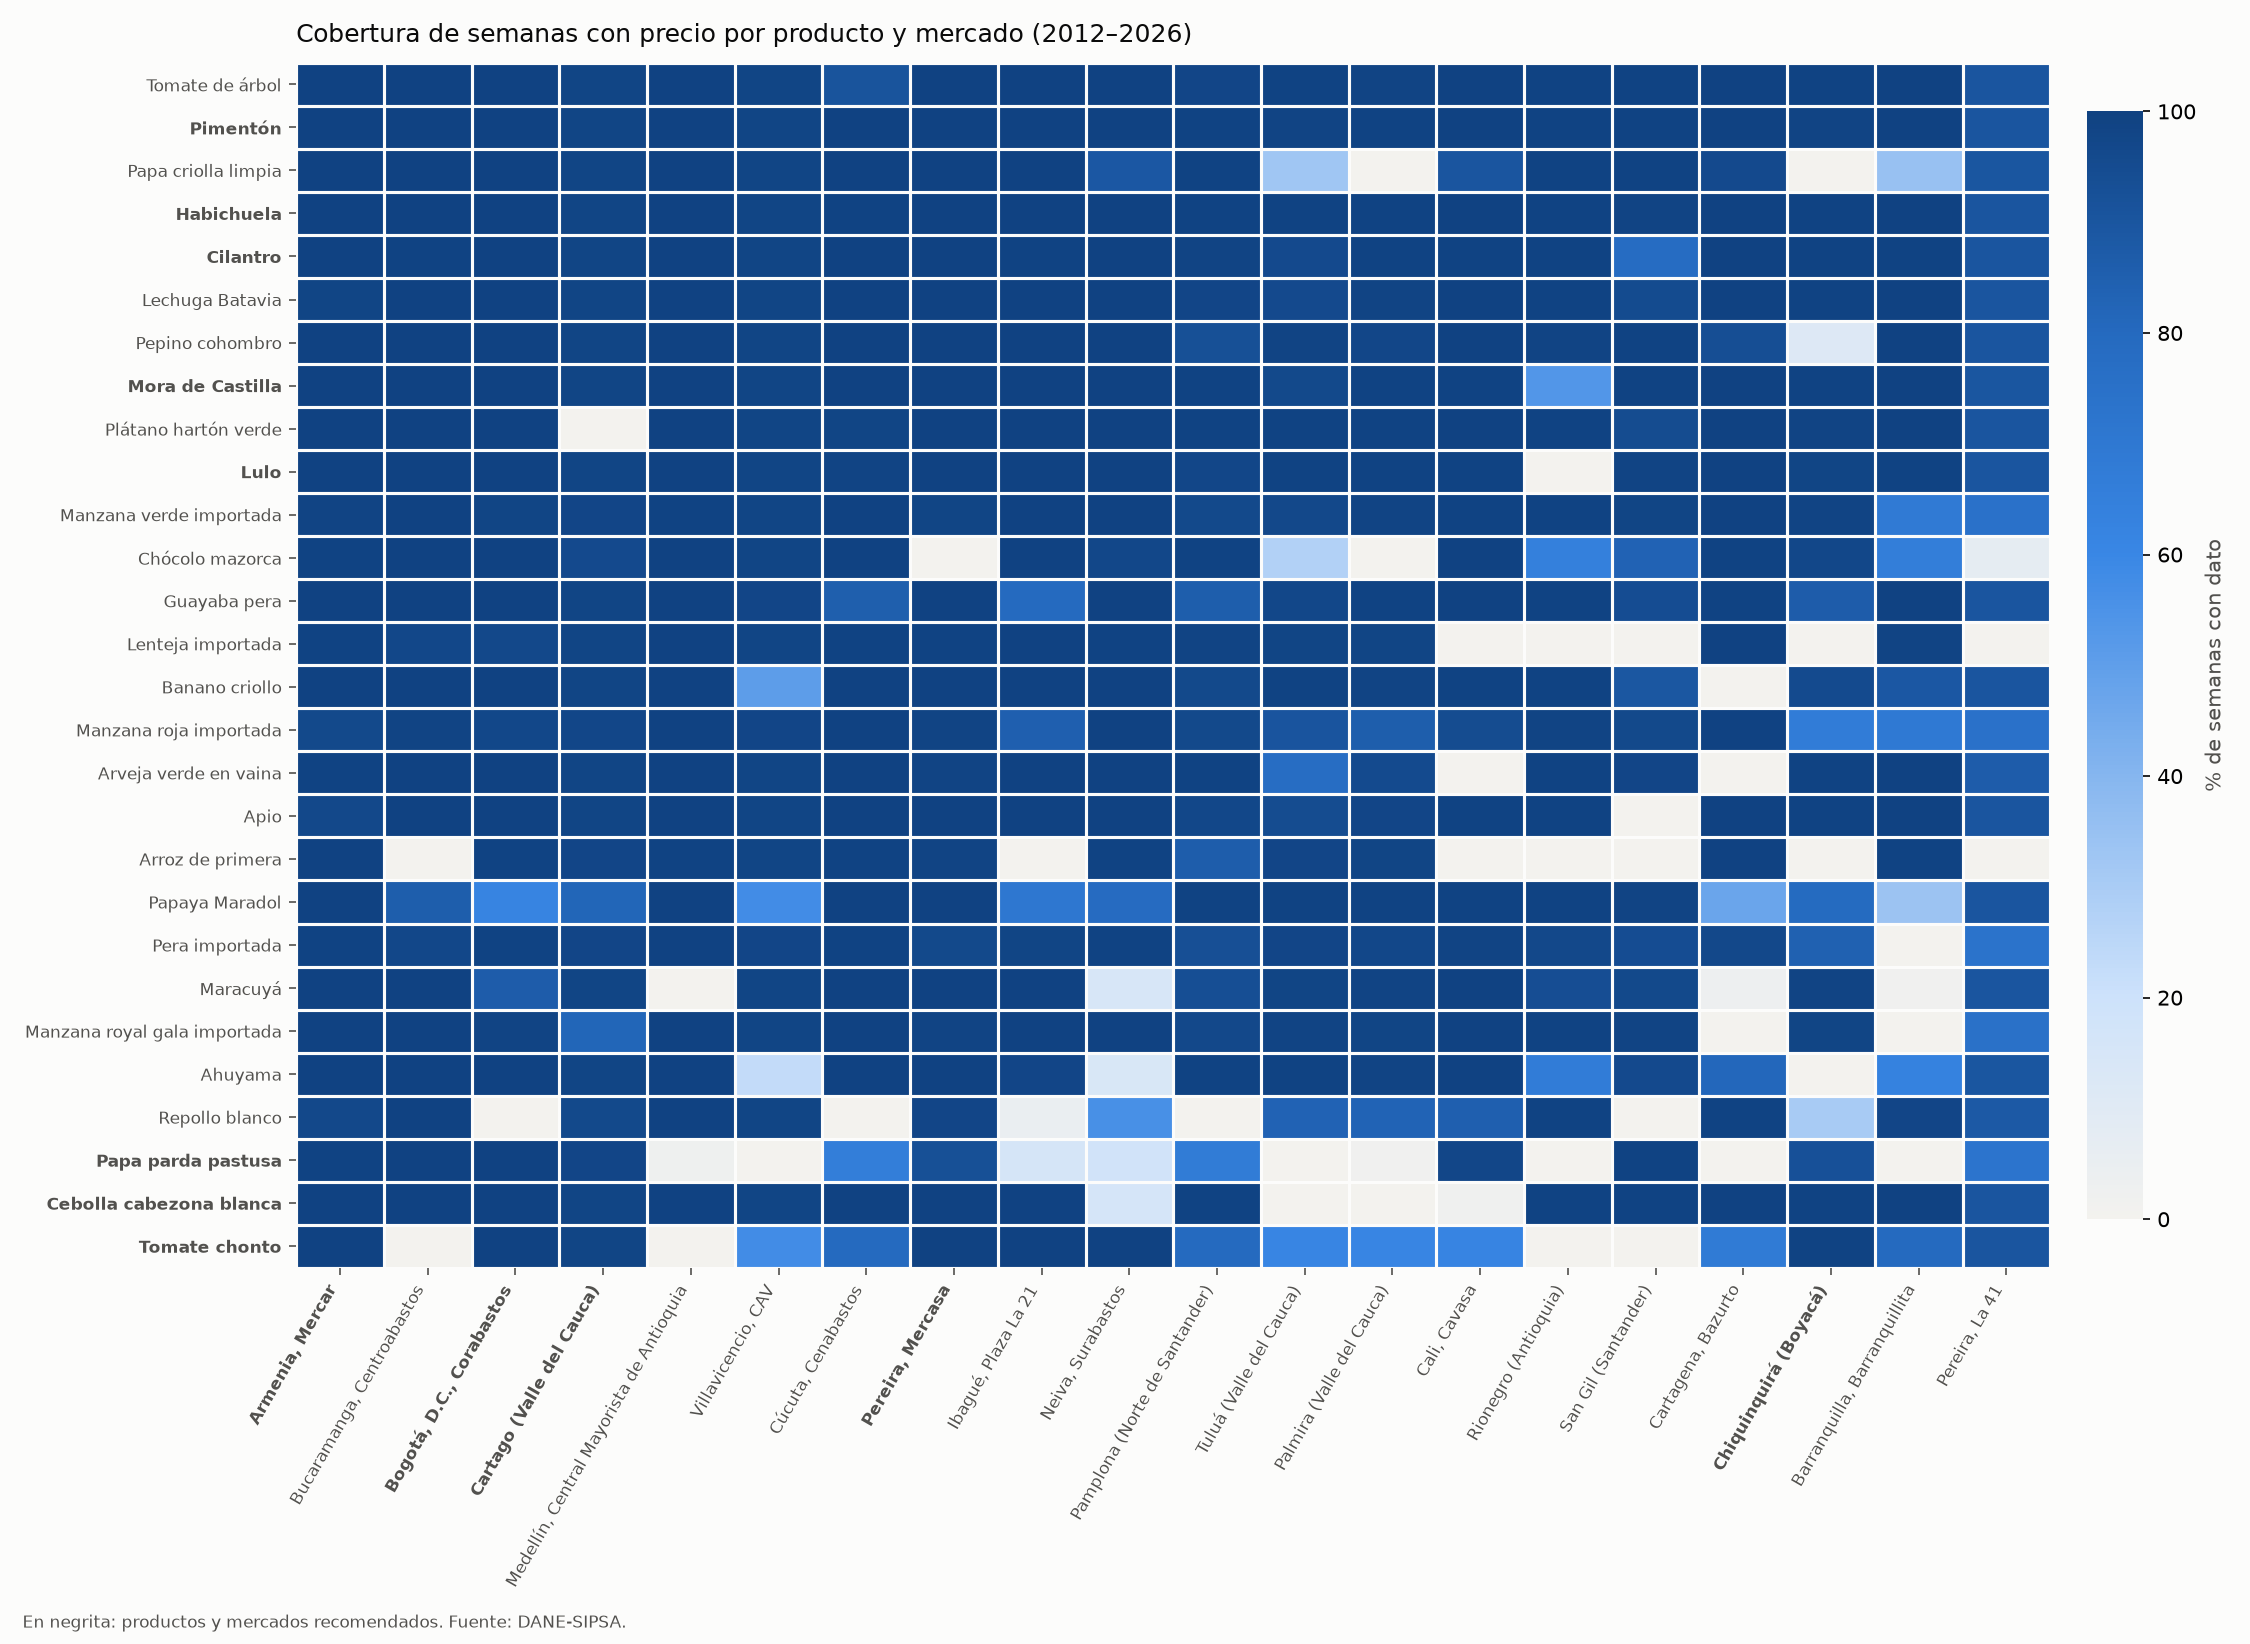 Cobertura de semanas con precio por producto y mercado (2012–2026)
Tomate de árbol
Pimentón
Papa criolla limpia
Habichuela
Cilantro
Lechuga Batavia
Pepino cohombro
Mora de Castilla
Plátano hartón verde
Lulo
Manzana verde importada
Chócolo mazorca
Guayaba pera
Lenteja importada
Banano criollo
Manzana roja importada
Arveja verde en vaina
Apio
Arroz de primera
Papaya Maradol
Pera importada
Maracuyá
Manzana royal gala importada
Ahuyama
Repollo blanco
Papa parda pastusa
Cebolla cabezona blanca
Tomate chonto
Armenia, Mercar
Bucaramanga, Centroabastos
Bogotá, D.C., Corabastos
Cartago (Valle del Cauca)
Medellín, Central Mayorista de Antioquia
Villavicencio, CAV
Cúcuta, Cenabastos
Pereira, Mercasa
Ibagué, Plaza La 21
Neiva, Surabastos
Pamplona (Norte de Santander)
Tuluá (Valle del Cauca)
Palmira (Valle del Cauca)
Cali, Cavasa
Rionegro (Antioquia)
San Gil (Santander)
Cartagena, Bazurto
Chiquinquirá (Boyacá)
Barranquilla, Barranquillita
Pereira, La 41
100
80
60
40
20
0
% de semanas con dato
En negrita: productos y mercados recomendados. Fuente: DANE-SIPSA.